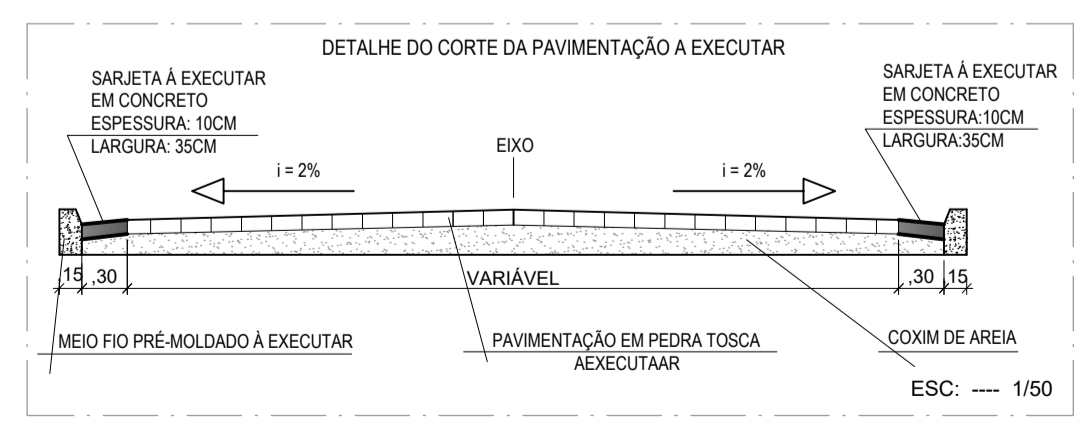 DETALHE DO CORTE DA PAVIMENTAÇÃO A EXECUTAR
SARJETA Á EXECUTAR
EM CONCRETO
ESPESSURA: 10CM
LARGURA: 35CM
SARJETA Á EXECUTAR
EM CONCRETO
ESPESSURA:10CM
LARGURA:35CM
EIXO
i = 2%
i = 2%
,15
,30
VARIÁVEL
,30
,15
MEIO FIO PRÉ-MOLDADO À EXECUTAR
PAVIMENTAÇÃO EM PEDRA TOSCA
AEXECUTAAR
COXIM DE AREIA
ESC: ---- 1/50